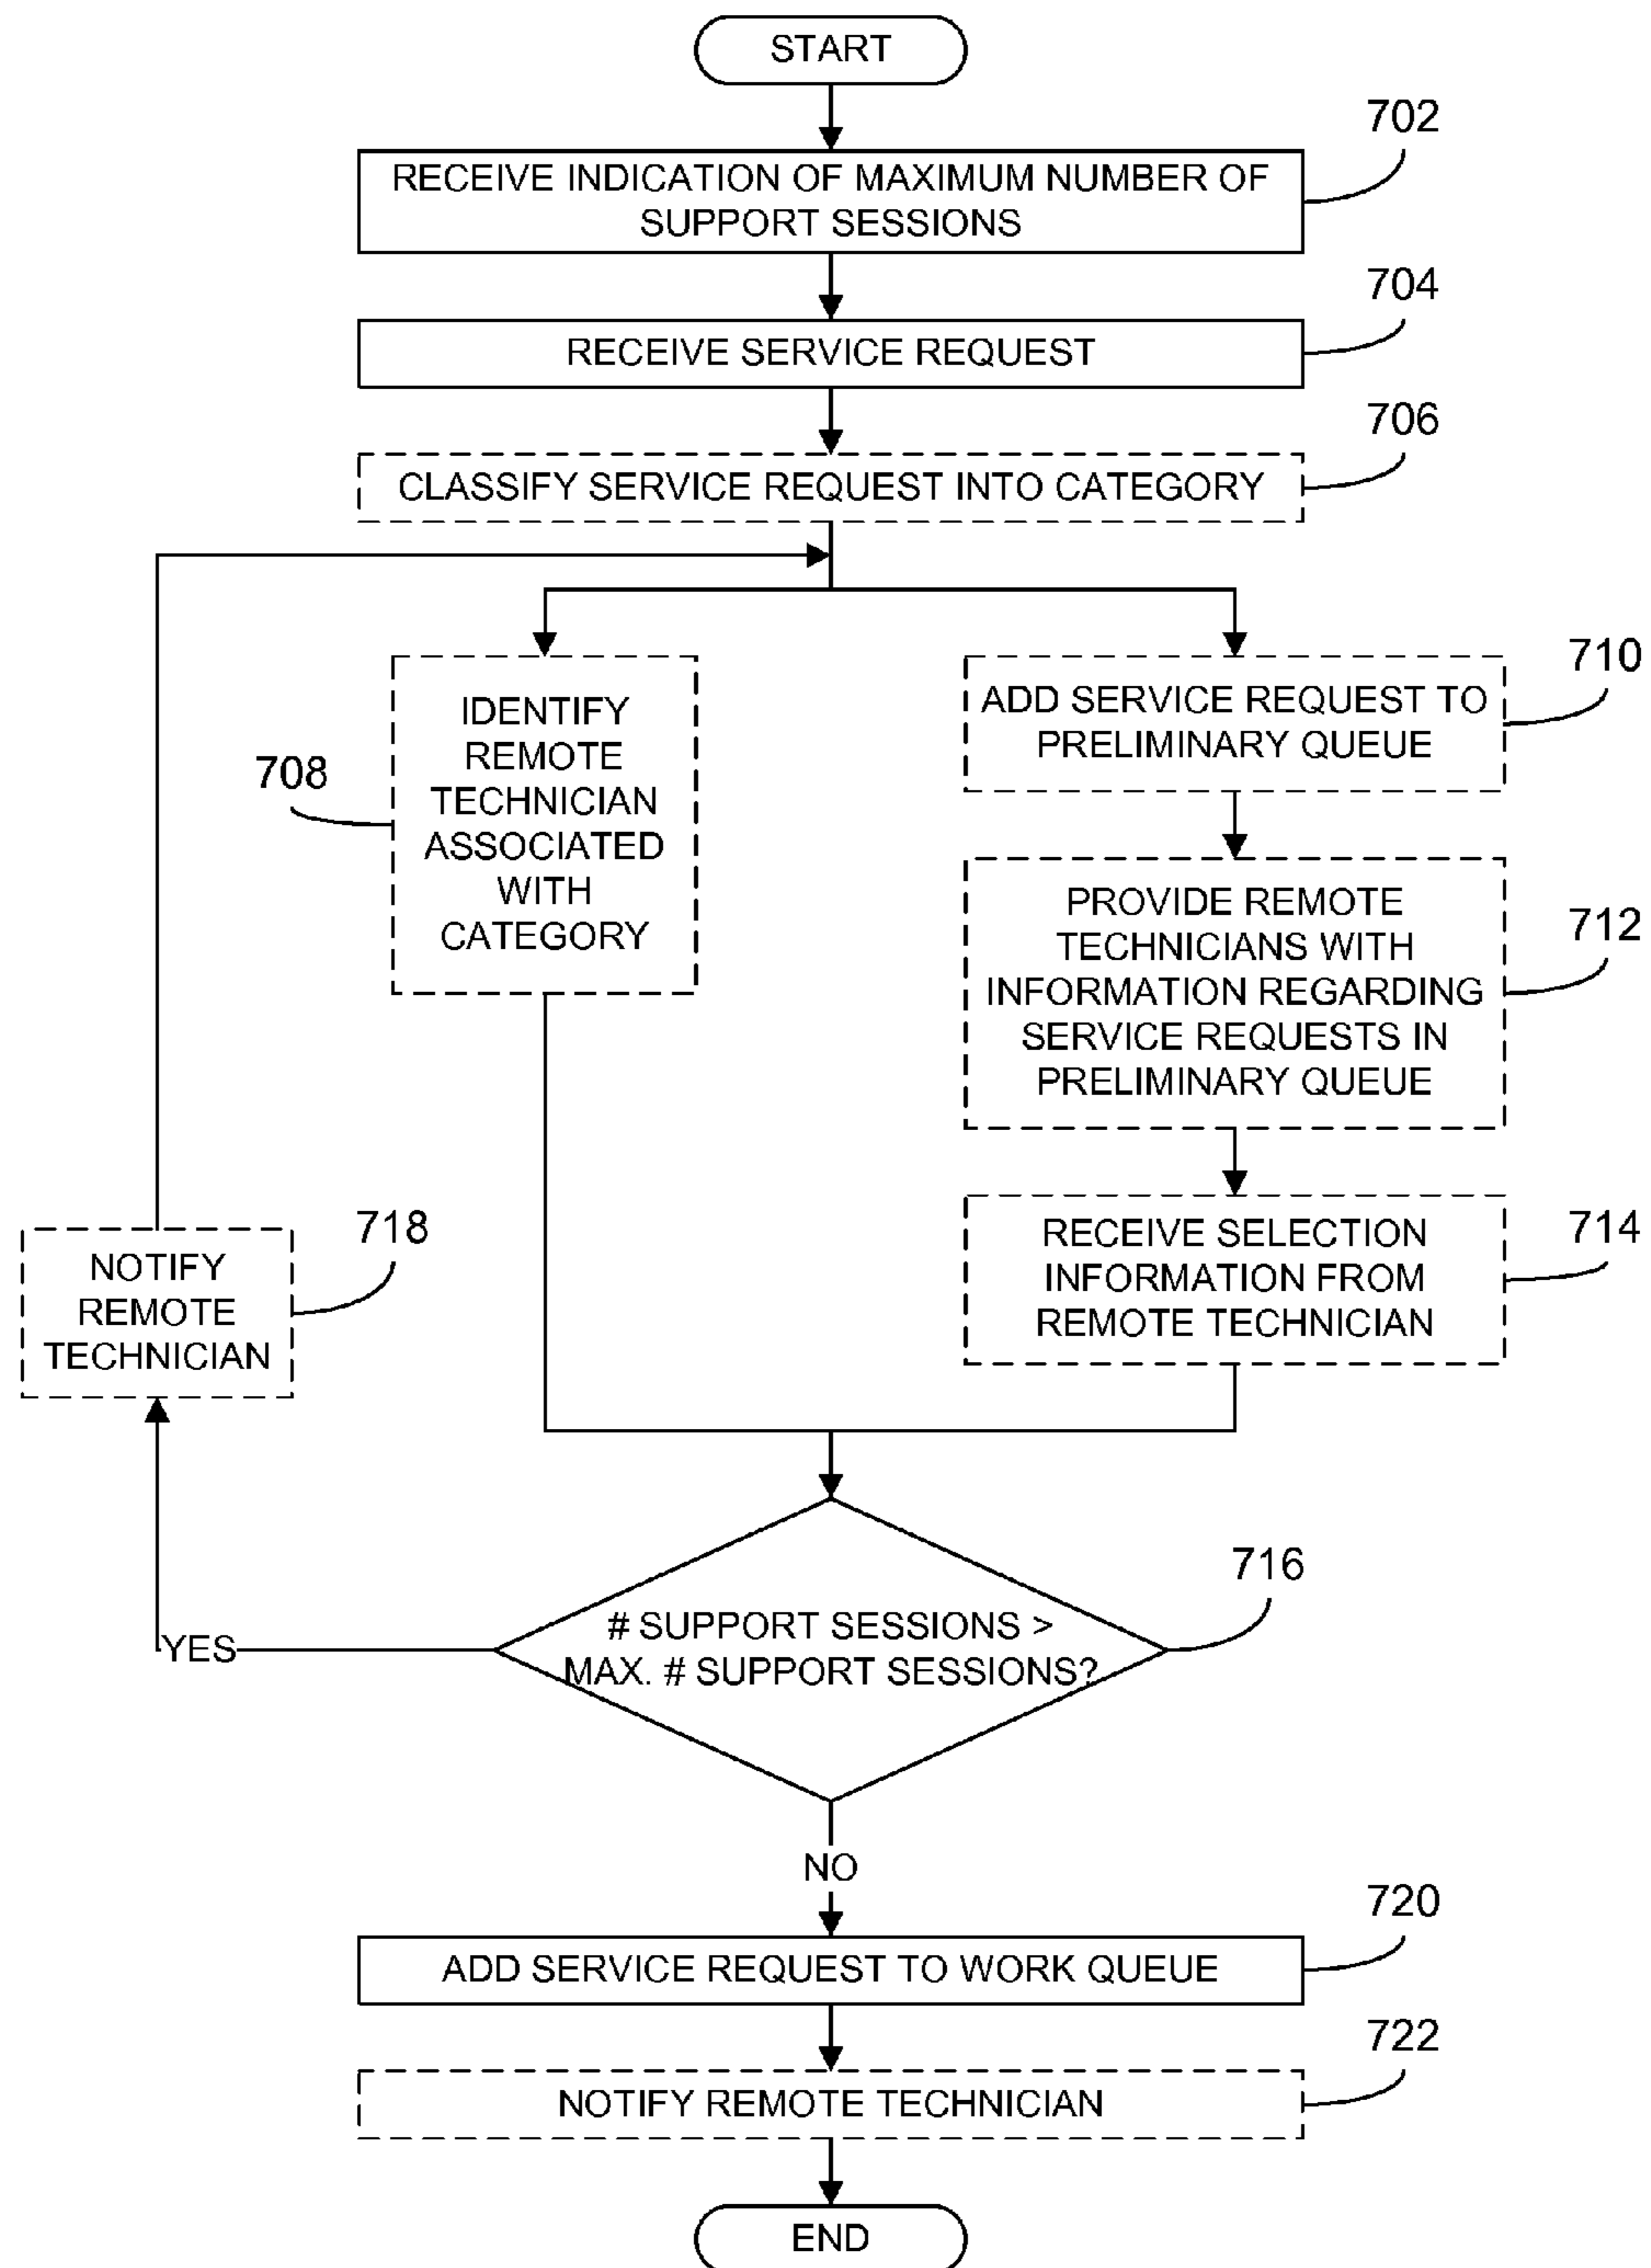 START
702
RECEIVE INDICATION OF MAXIMUM NUMBER OF
SUPPORT SESSIONS
704
RECEIVE SERVICE REQUEST
706
CLASSIFY SERVICE REQUEST INTO CATEGORY
708
IDENTIFY
REMOTE
TECHNICIAN
ASSOCIATED
WITH
CATEGORY
710
ADD SERVICE REQUEST TO
PRELIMINARY QUEUE
712
PROVIDE REMOTE
TECHNICIANS WITH
INFORMATION REGARDING
SERVICE REQUESTS IN
PRELIMINARY QUEUE
714
RECEIVE SELECTION
INFORMATION FROM
REMOTE TECHNICIAN
718
NOTIFY
REMOTE
TECHNICIAN
716
# SUPPORT SESSIONS >
MAX. # SUPPORT SESSIONS?
YES
NO
720
ADD SERVICE REQUEST TO WORK QUEUE
722
NOTIFY REMOTE TECHNICIAN
END